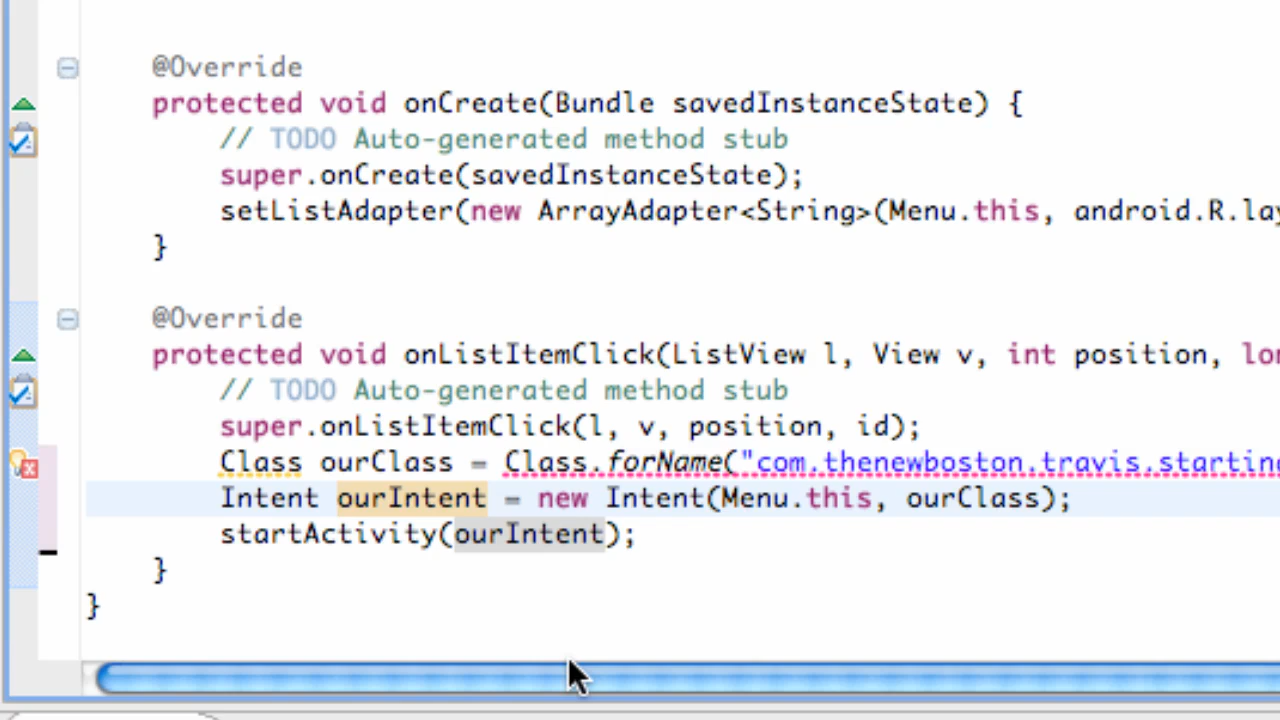 @Override
protected void onCreate(Bundle savedInstanceState) {
// TODO Auto-generated method stub
super.onCreate(savedInstanceState);
setListAdapter(new ArrayAdapter<String>(Menu.this, android.R.lay
}
@Override
protected void onListItemClick(ListView l, View v, int position, lon
// TODO Auto-generated method stub
super.onListItemClick(l, v, position, id);
Class ourClass = Class.forName("com.thenewboston.travis.starting
Intent ourIntent = new Intent(Menu.this, ourClass);
startActivity(ourIntent);
}
}